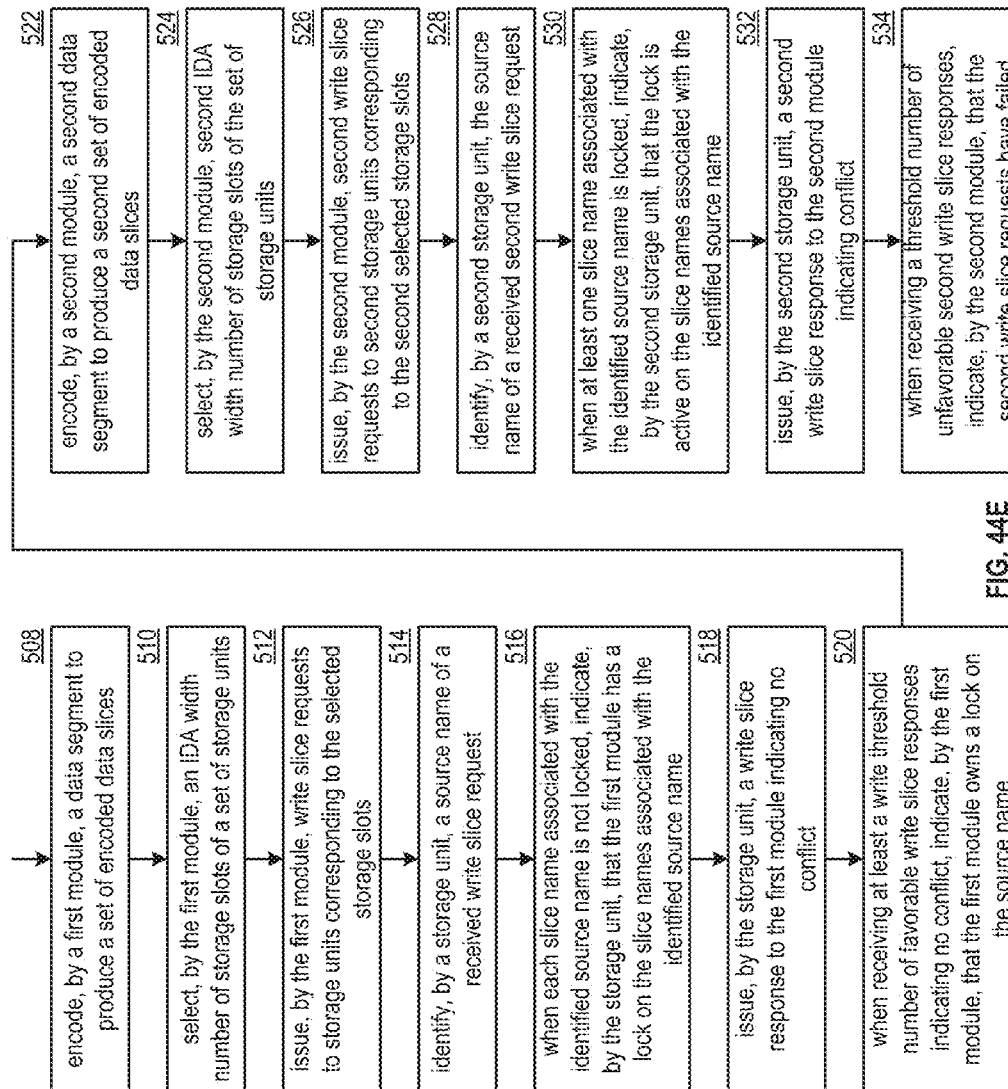 508
encode, by a first module, a data segment to
produce a set of encoded data slices
510
select, by the first module, an IDA width
number of storage slots of a set of storage units
512
issue, by the first module, write slice requests
to storage units corresponding to the selected
storage slots
514
identify, by a storage unit, a source name of a
received write slice request
516
when each slice name associated with the
identified source name is not locked, indicate,
by the storage unit, that the first module has a
lock on the slice names associated with the
identified source name
518
issue, by the storage unit, a write slice
response to the first module indicating no
conflict
520
when receiving at least a write threshold
number of favorable write slice responses
indicating no conflict, indicate, by the first
module, that the first module owns a lock on
the source name
522
encode, by a second module, a second data
segment to produce a second set of encoded
data slices
524
select, by the second module, second IDA
width number of storage slots of the set of
storage units
526
issue, by the second module, second write slice
requests to second storage units corresponding
to the second selected storage slots
528
identify, by a second storage unit, the source
name of a received second write slice request
530
when at least one slice name associated with
the identified source name is locked, indicate,
by the second storage unit, that the lock is
active on the slice names associated with the
identified source name
532
issue, by the second storage unit, a second
write slice response to the second module
indicating conflict
534
when receiving a threshold number of
unfavorable second write slice responses,
indicate, by the second module, that the
second write slice requests have failed
FIG. 44E